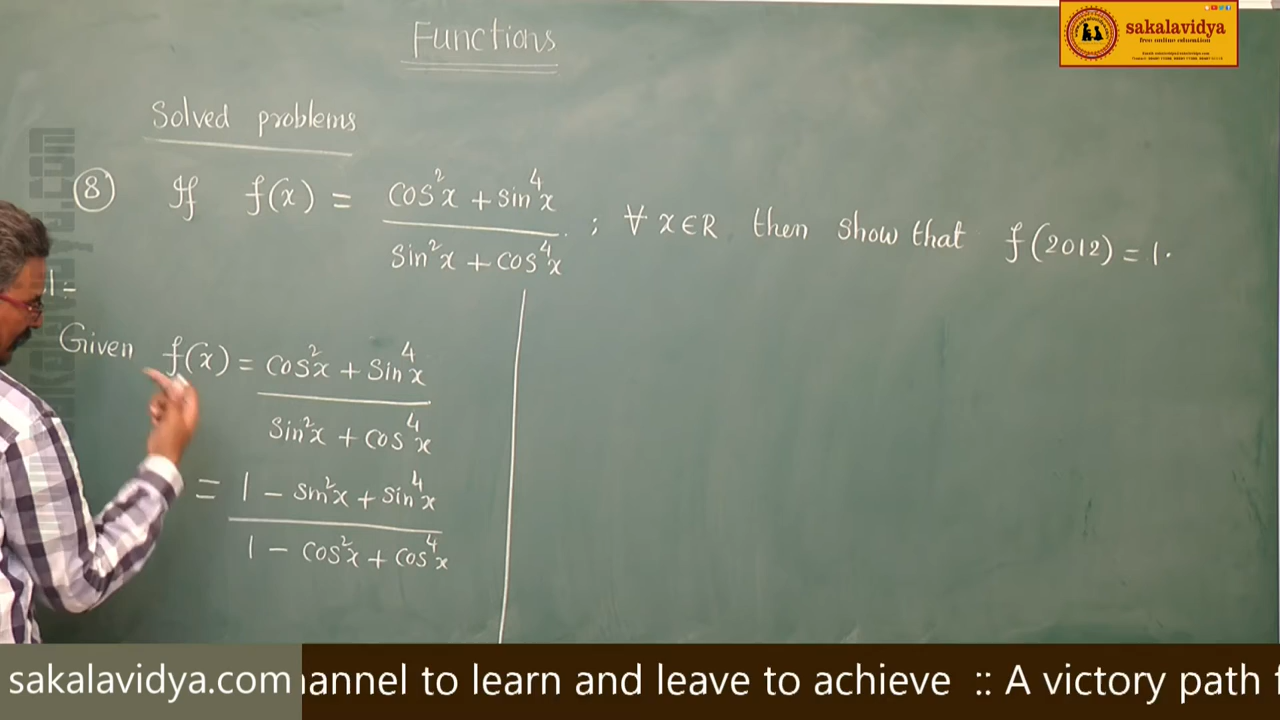 Functions
sakalavidya
free online education
Solved problems
8 If f(x) = cos²x + sin⁴x / sin²x + cos⁴x ; ∀ x∈R then show that f(2012) = 1.
Given f(x) = cos²x + sin⁴x / sin²x + cos⁴x
= 1 - sin²x + sin⁴x / 1 - cos²x + cos⁴x
sakalavidya.com
annel to learn and leave to achieve :: A victory path